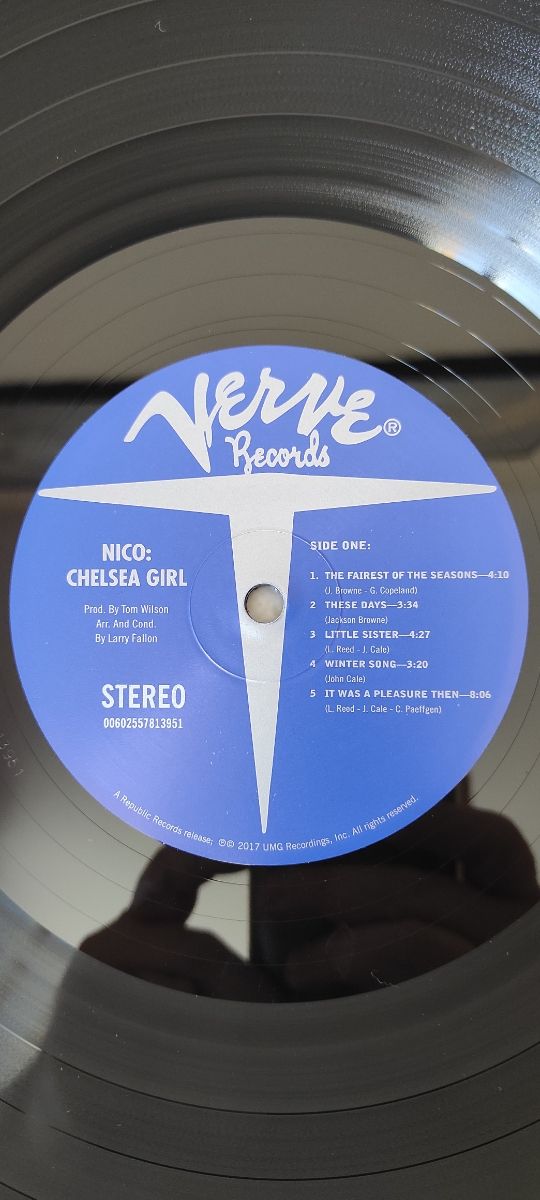 VERVE®
Records
NICO:
CHELSEA GIRL
Prod. By Tom Wilson
Arr. And Cond.
By Larry Fallon
STEREO
00602557813951
SIDE ONE:
1. THE FAIREST OF THE SEASONS—4:10
(J. Browne - G. Copeland)
2 THESE DAYS—3:34
(Jackson Browne)
3 LITTLE SISTER—4:27
(L. Reed - J. Cale)
4 WINTER SONG—3:20
(John Cale)
5 IT WAS A PLEASURE THEN—8:06
(L. Reed - J. Cale - C. Paeffgen)
A Republic Records release; ℗© 2017 UMG Recordings, Inc. All rights reserved.